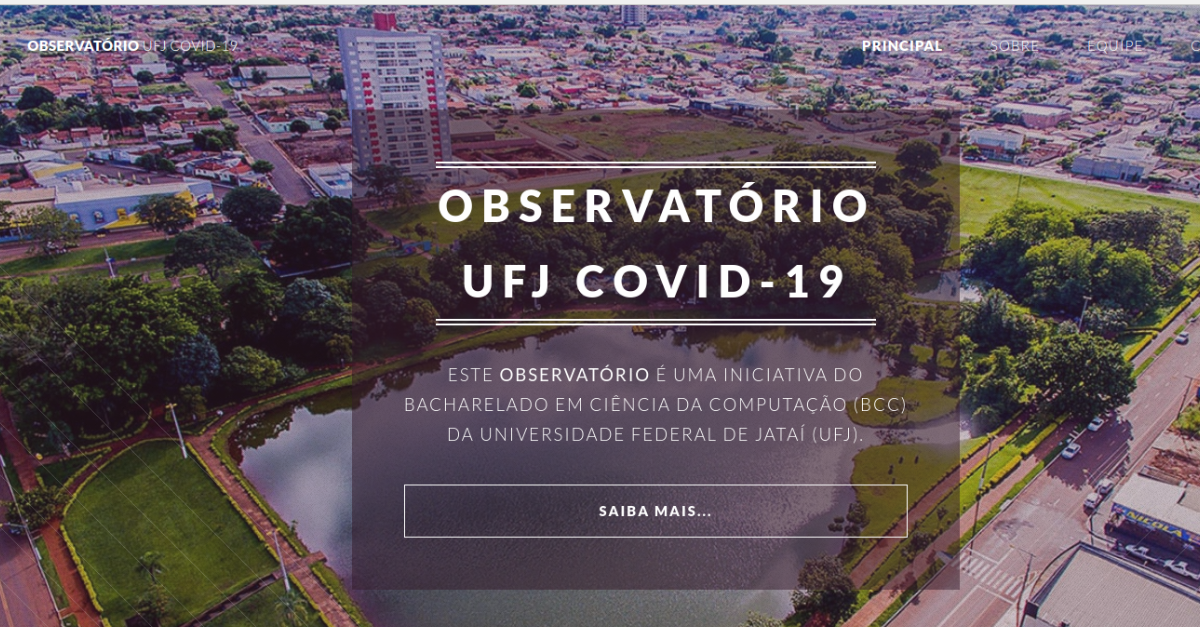 OBSERVATÓRIO UFJ COVID-19
PRINCIPAL SOBRE EQUIPE
OBSERVATÓRIO
UFJ COVID-19
ESTE OBSERVATÓRIO É UMA INICIATIVA DO
BACHARELADO EM CIÊNCIA DA COMPUTAÇÃO (BCC)
DA UNIVERSIDADE FEDERAL DE JATAÍ (UFJ).
SAIBA MAIS...
NICOLA